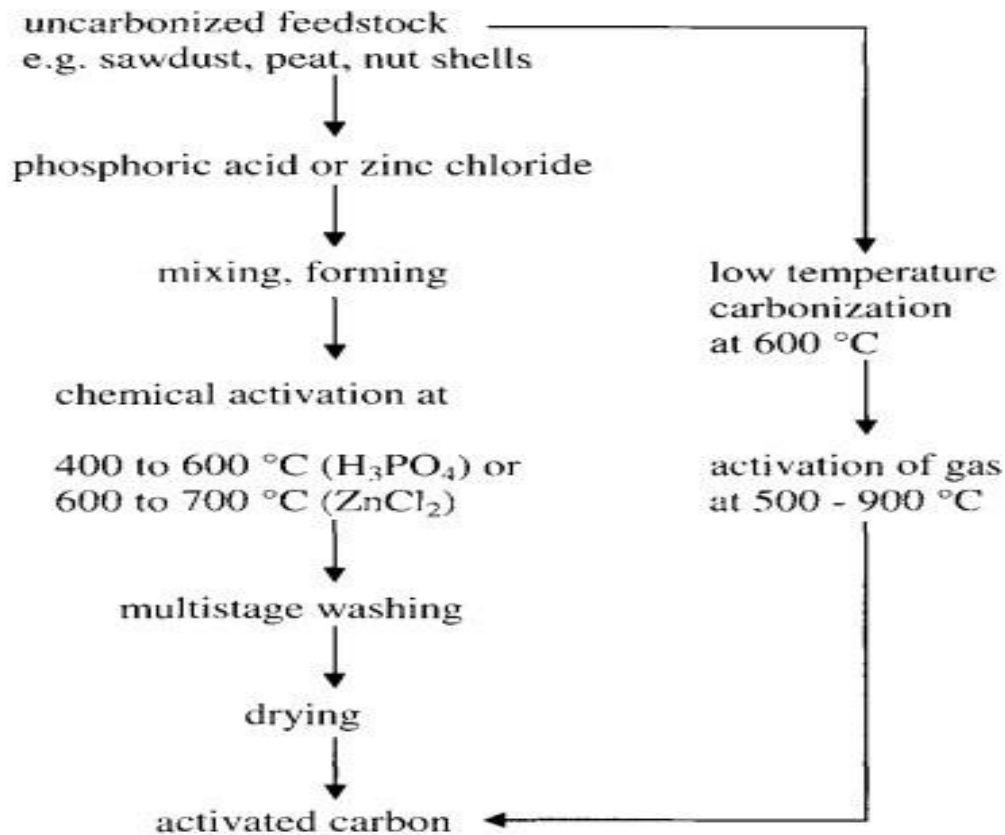 uncarbonized feedstock
e.g. sawdust, peat, nut shells
phosphoric acid or zinc chloride
mixing, forming
chemical activation at
400 to 600 °C (H₃PO₄) or
600 to 700 °C (ZnCl₂)
multistage washing
drying
activated carbon
low temperature
carbonization
at 600 °C
activation of gas
at 500 - 900 °C